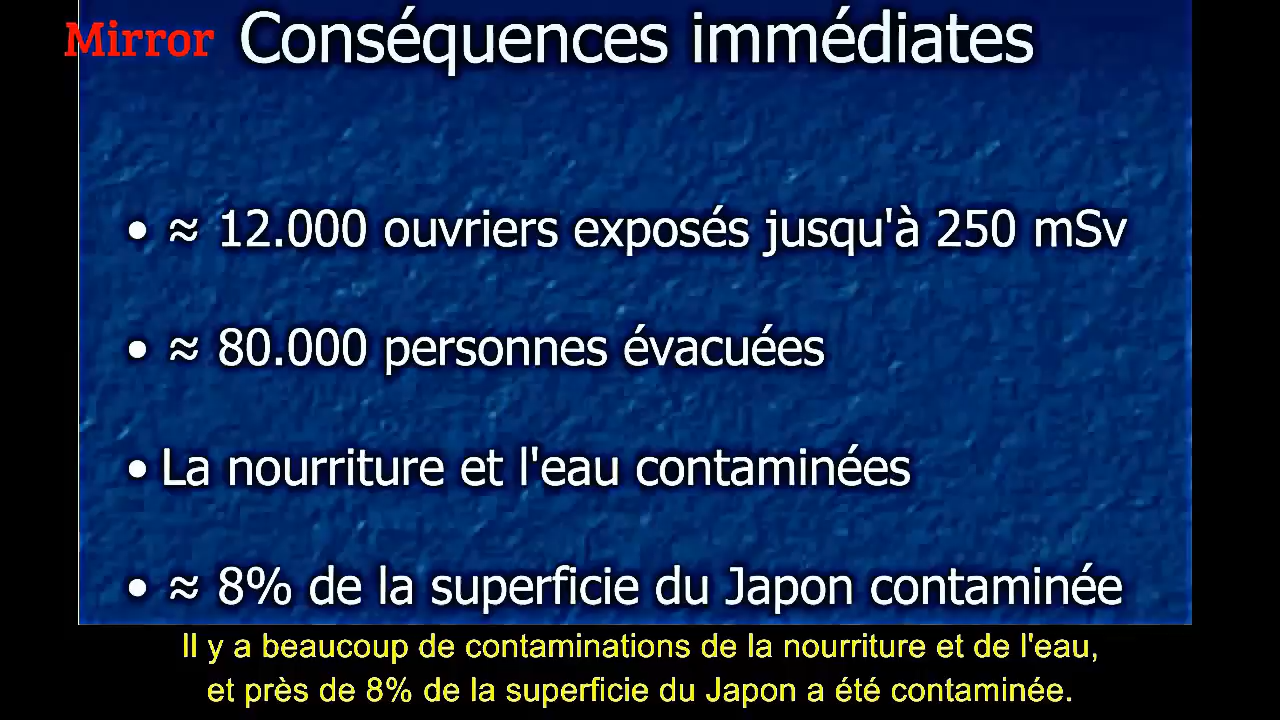 Mirror
Conséquences immédiates
• ≈ 12.000 ouvriers exposés jusqu'à 250 mSv
• ≈ 80.000 personnes évacuées
• La nourriture et l'eau contaminées
• ≈ 8% de la superficie du Japon contaminée
Il y a beaucoup de contaminations de la nourriture et de l'eau,
et près de 8% de la superficie du Japon a été contaminée.